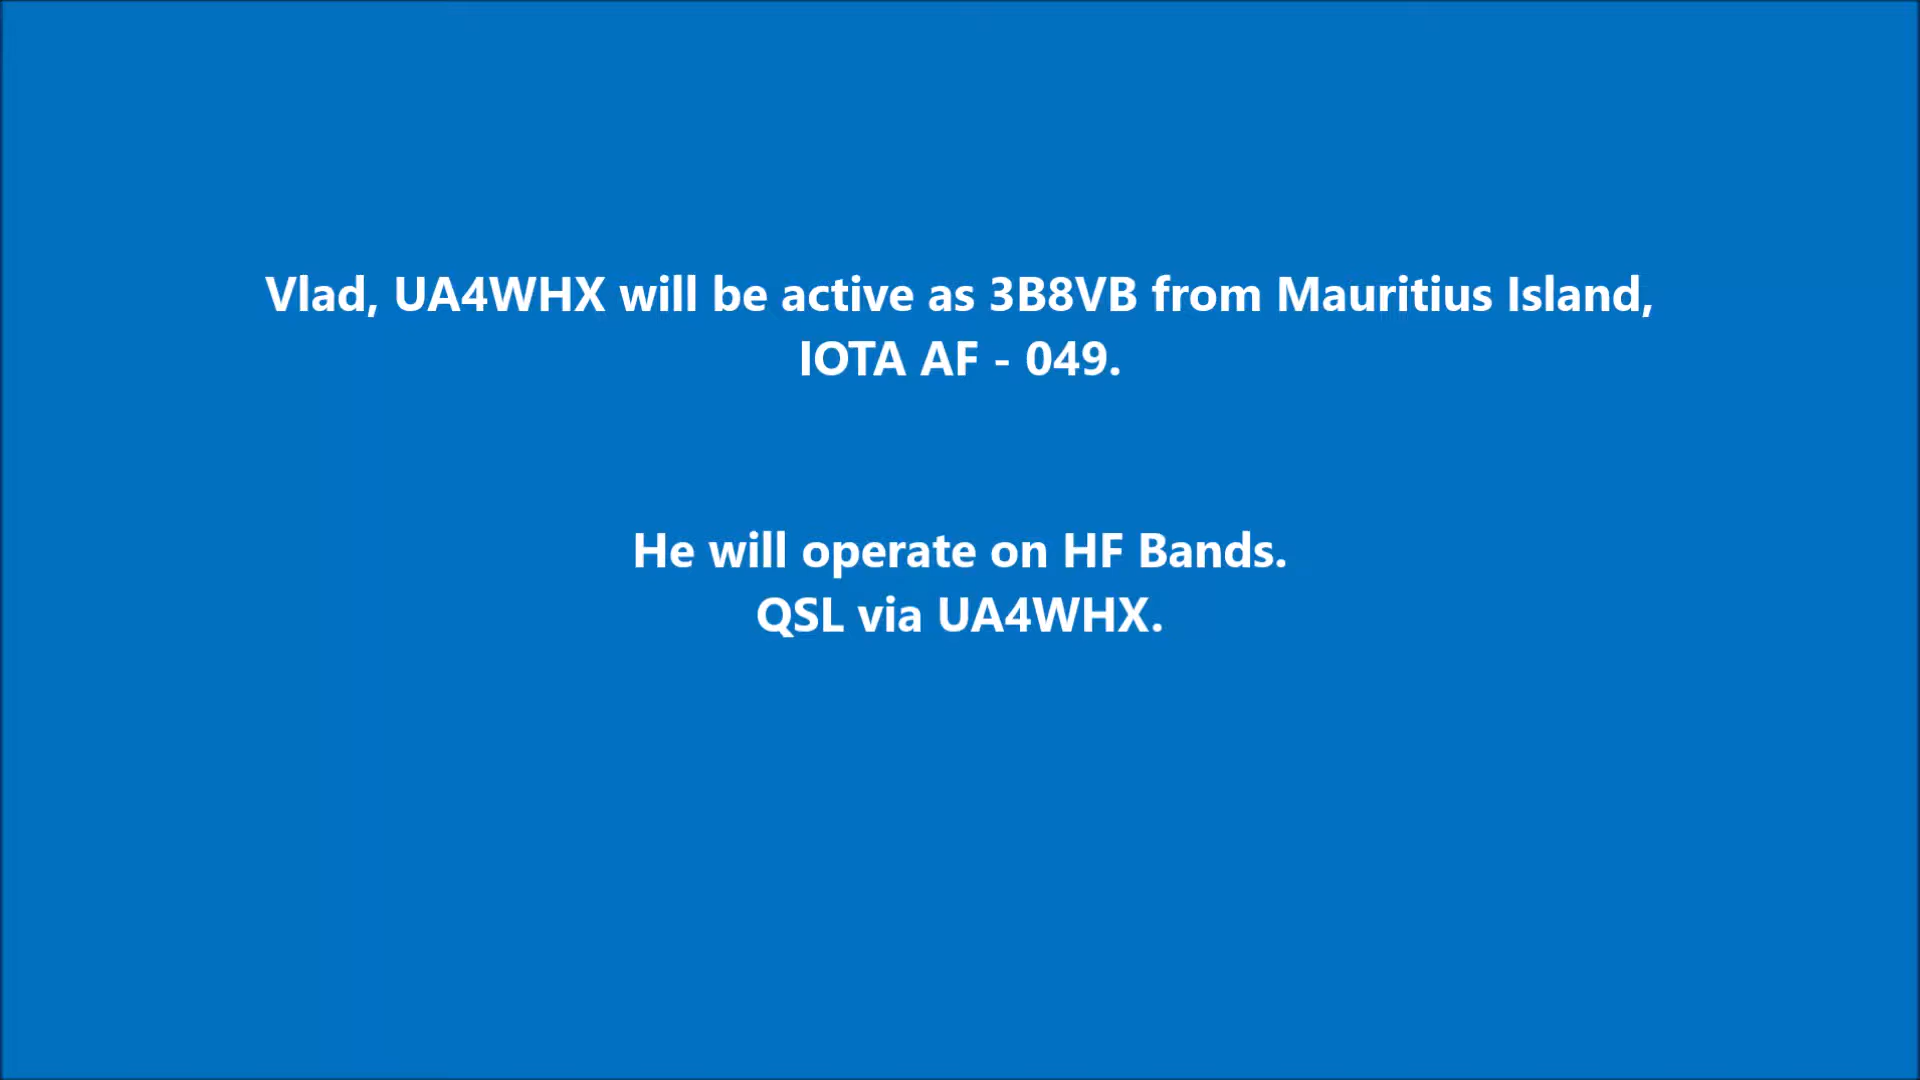 Vlad, UA4WHX will be active as 3B8VB from Mauritius Island,
IOTA AF - 049.
He will operate on HF Bands.
QSL via UA4WHX.